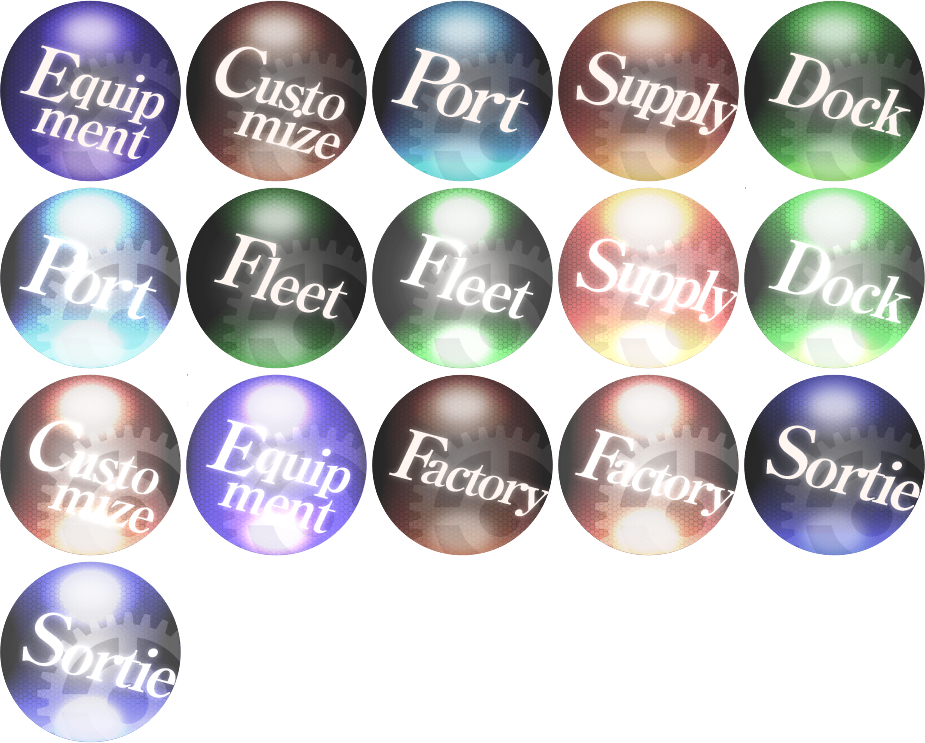 Equip
ment
Custo
mize
Port
Supply
Dock
Port
Fleet
Fleet
Supply
Dock
Custo
mize
Equip
ment
Factory
Factory
Sortie
Sortie